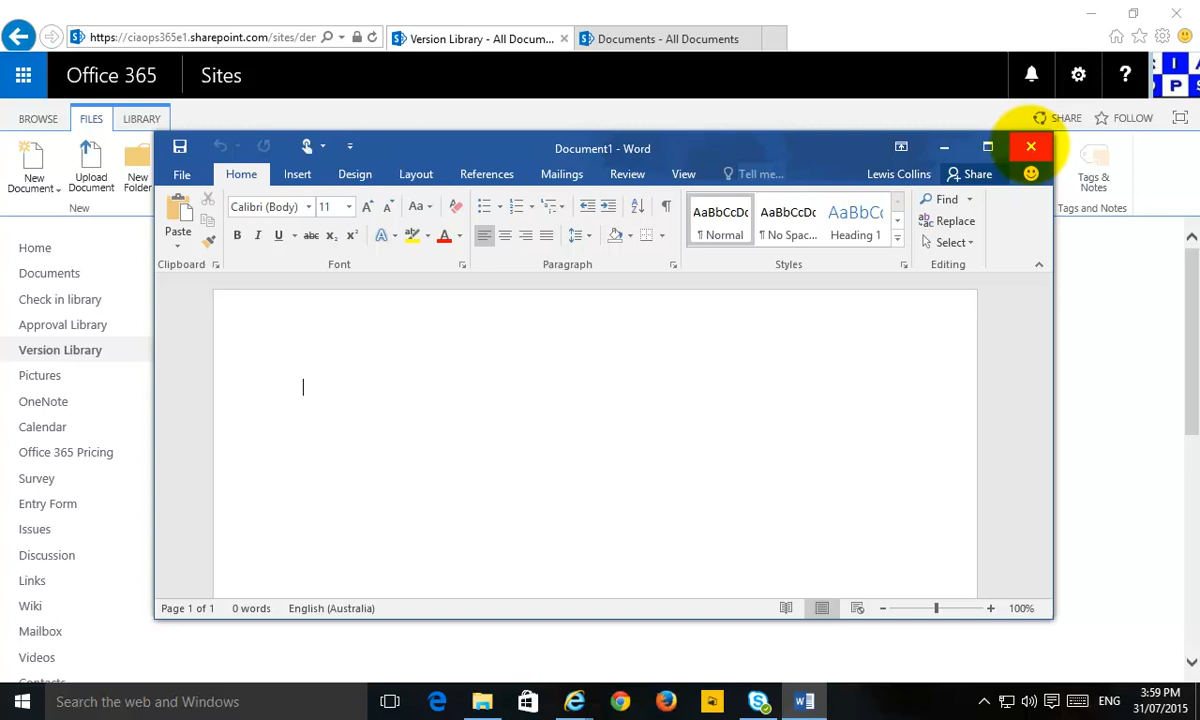 https://ciaops365e1.sharepoint.com/sites/der
Version Library - All Docum...
Documents - All Documents
Office 365
Sites
I
P
S
BROWSE
FILES
LIBRARY
SHARE
FOLLOW
New Document
Upload Document
New Folder
New
Tags & Notes
Tags and Notes
Document1 - Word
File
Home
Insert
Design
Layout
References
Mailings
Review
View
Tell me...
Lewis Collins
Share
Paste
Clipboard
Calibri (Body)
11
Aa
B I U abc x₂ x²
A
Font
Paragraph
AaBbCcDc
¶ Normal
AaBbCcDc
¶ No Spac...
AaBbCc
Heading 1
Styles
Find
Replace
Select
Editing
Home
Documents
Check in library
Approval Library
Version Library
Pictures
OneNote
Calendar
Office 365 Pricing
Survey
Entry Form
Issues
Discussion
Links
Wiki
Mailbox
Videos
Page 1 of 1
0 words
English (Australia)
100%
Search the web and Windows
ENG
3:59 PM
31/07/2015